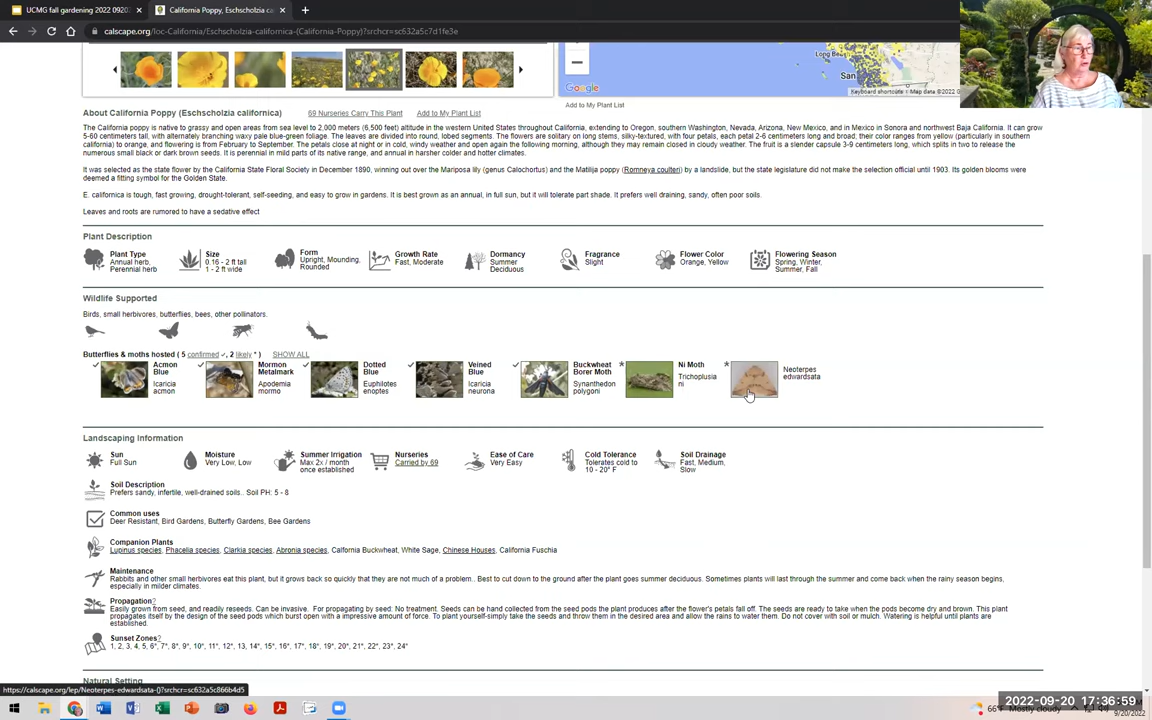 UCMG fall gardening 2022 09202
California Poppy, Eschscholzia ca
calscape.org/loc-California/Eschscholzia-californica-(California-Poppy)?srchcr=sc632a5c7d1fe3e
Long Beach
San
Google
Keyboard shortcuts
Map data ©2022
Add to My Plant List
About California Poppy (Eschscholzia californica)
69 Nurseries Carry This Plant
Add to My Plant List
The California poppy is native to grassy and open areas from sea level to 2,000 meters (6,500 feet) altitude in the western United States throughout California, extending to Oregon, southern Washington, Nevada, Arizona, New Mexico, and in Mexico in Sonora and northwest Baja California. It can grow
5-60 centimeters tall, with alternately branching waxy pale blue-green foliage. The leaves are divided into round, lobed segments. The flowers are solitary on long stems, silky-textured, with four petals, each petal 2-6 centimeters long and broad; their color ranges from yellow (particularly in southern
california) to orange, and flowering is from February to September. The petals close at night or in cold, windy weather and open again the following morning, although they may remain closed in cloudy weather. The fruit is a slender capsule 3-9 centimeters long, which splits in two to release the
numerous small black or dark brown seeds. It is perennial in mild parts of its native range, and annual in harsher colder and hotter climates.
It was selected as the state flower by the California State Floral Society in December 1890, winning out over the Mariposa lily (genus Calochortus) and the Matilija poppy (Romneya coulteri) by a landslide, but the state legislature did not make the selection official until 1903. Its golden blooms were
deemed a fitting symbol for the Golden State.
E. californica is tough, fast growing, drought-tolerant, self-seeding, and easy to grow in gardens. It is best grown as an annual, in full sun, but it will tolerate part shade. It prefers well draining, sandy, often poor soils.
Leaves and roots are rumored to have a sedative effect
Plant Description
Plant Type
Annual herb,
Perennial herb
Size
0.16 - 2 ft tall
1 - 2 ft wide
Form
Upright, Mounding,
Rounded
Growth Rate
Fast, Moderate
Dormancy
Summer
Deciduous
Fragrance
Slight
Flower Color
Orange, Yellow
Flowering Season
Spring, Winter,
Summer, Fall
Wildlife Supported
Birds, small herbivores, butterflies, bees, other pollinators.
Butterflies & moths hosted ( 5 confirmed ✓, 2 likely * )
SHOW ALL
✓
Acmon
Blue
Icaricia
acmon
✓
Mormon
Metalmark
Apodemia
mormo
✓
Dotted
Blue
Euphilotes
enoptes
✓
Veined
Blue
Icaricia
neurona
✓
Buckwheat
Borer Moth
Synanthedon
polygoni
*
Ni Moth
Trichoplusia
ni
*
Neoterpes
edwardsata
Landscaping Information
Sun
Full Sun
Moisture
Very Low, Low
Summer Irrigation
Max 2x / month
once established
Nurseries
Carried by 69
Ease of Care
Very Easy
Cold Tolerance
Tolerates cold to
10 - 20° F
Soil Drainage
Fast, Medium,
Slow
Soil Description
Prefers sandy, infertile, well-drained soils.. Soil PH: 5 - 8
Common uses
Deer Resistant, Bird Gardens, Butterfly Gardens, Bee Gardens
Companion Plants
Lupinus species, Phacelia species, Clarkia species, Abronia species, Calfornia Buckwheat, White Sage, Chinese Houses, California Fuschia
Maintenance
Rabbits and other small herbivores eat this plant, but it grows back so quickly that they are not much of a problem.. Best to cut down to the ground after the plant goes summer deciduous. Sometimes plants will last through the summer and come back when the rainy season begins,
especially in milder climates.
Propagation?
Easily grown from seed, and readily reseeds. Can be invasive. For propagating by seed: No treatment. Seeds can be hand collected from the seed pods the plant produces after the flower's petals fall off. The seeds are ready to take when the pods become dry and brown. This plant
propagates itself by the design of the seed pods which burst open with a impressive amount of force. To plant yourself-simply take the seeds and throw them in the desired area and allow the rains to water them. Do not cover with soil or mulch. Watering is helpful until plants are
established.
Sunset Zones?
1, 2, 3, 4, 5, 6*, 7*, 8*, 9*, 10*, 11*, 12*, 13, 14*, 15*, 16*, 17*, 18*, 19*, 20*, 21*, 22*, 23*, 24*
Natural Setting
https://calscape.org/lep/Neoterpes-edwardsata-()?srchcr=sc632a5c866b4d5
66° Mostly cloudy
2022-09-20 17:36:59
9/20/2022